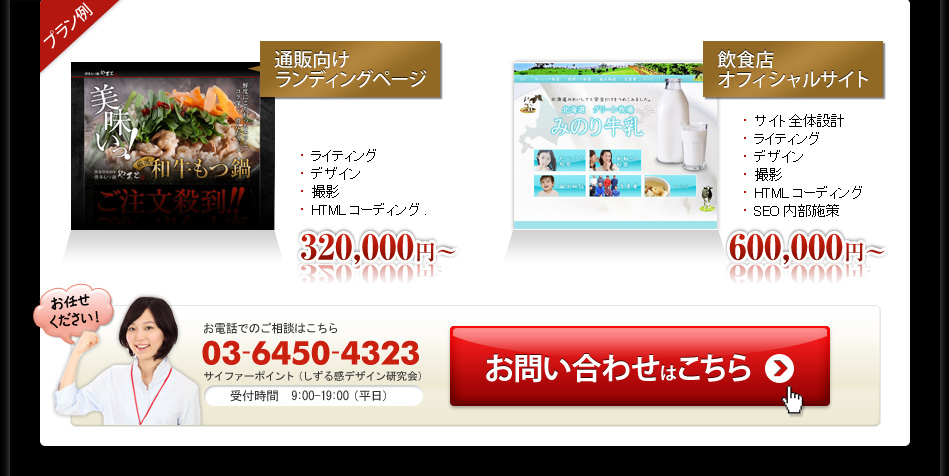 プラン例
通販向け
ランディングページ
美味いっ!
和牛もつ鍋
ご注文殺到!!
・ ライティング
・ デザイン
・ 撮影
・ HTMLコーディング.
320,000円~
飲食店
オフィシャルサイト
北海道 グリーン牧場
みのり牛乳
・ サイト全体設計
・ ライティング
・ デザイン
・ 撮影
・ HTMLコーディング
・ SEO内部施策
600,000円~
お任せ
ください!
お電話でのご相談はこちら
03-6450-4323
サイファーポイント(しずる感デザイン研究会)
受付時間 9:00-19:00(平日)
お問い合わせはこちら